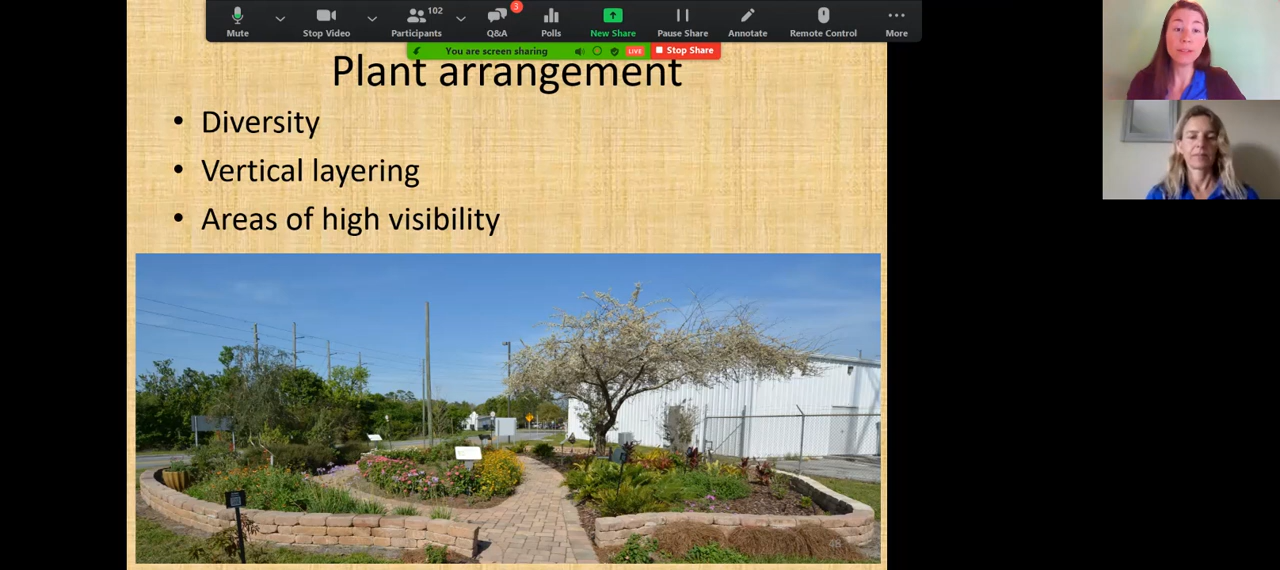 102
3
Mute
Stop Video
Participants
Q&A
Polls
New Share
Pause Share
Annotate
Remote Control
More
You are screen sharing
LIVE
Stop Share
Plant arrangement
• Diversity
• Vertical layering
• Areas of high visibility